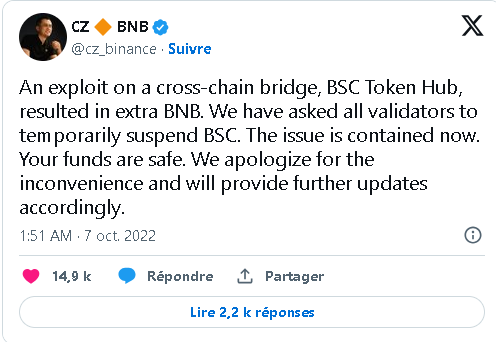 CZ 🔶 BNB
@cz_binance · Suivre
An exploit on a cross-chain bridge, BSC Token Hub,
resulted in extra BNB. We have asked all validators to
temporarily suspend BSC. The issue is contained now.
Your funds are safe. We apologize for the
inconvenience and will provide further updates
accordingly.
1:51 AM · 7 oct. 2022
14,9 k Répondre Partager
Lire 2,2 k réponses